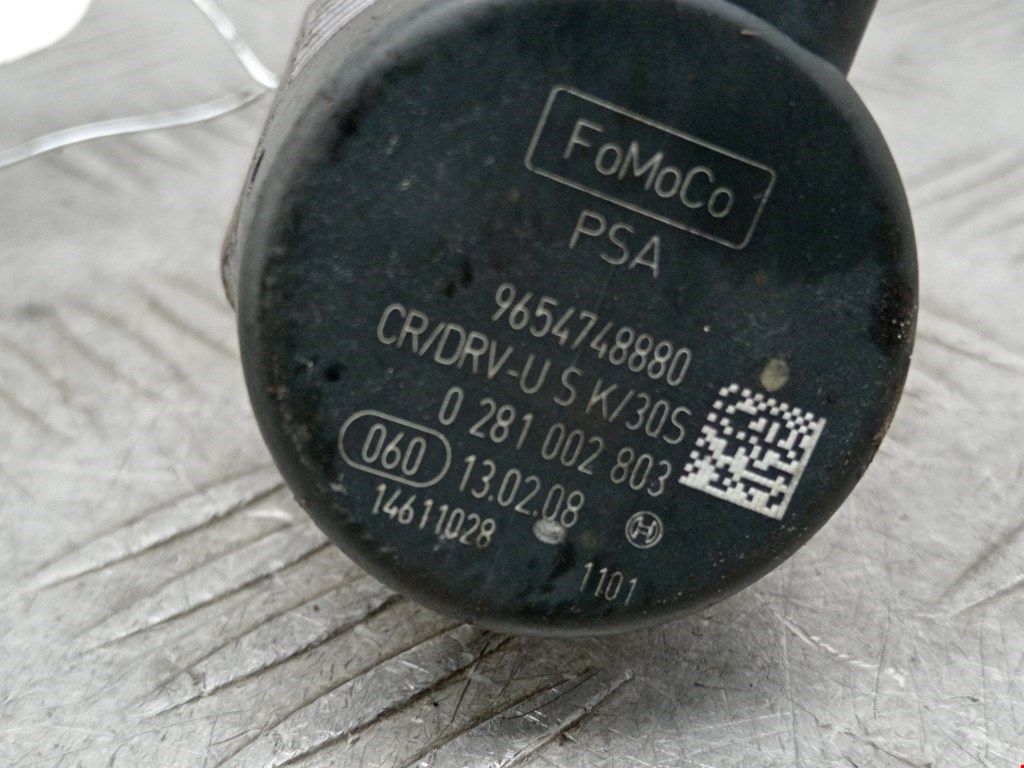 FoMoCo
PSA
9654748880
CR/DRV-U S K/30S
0 281 002 803
060 13.02.08
14611028
1101